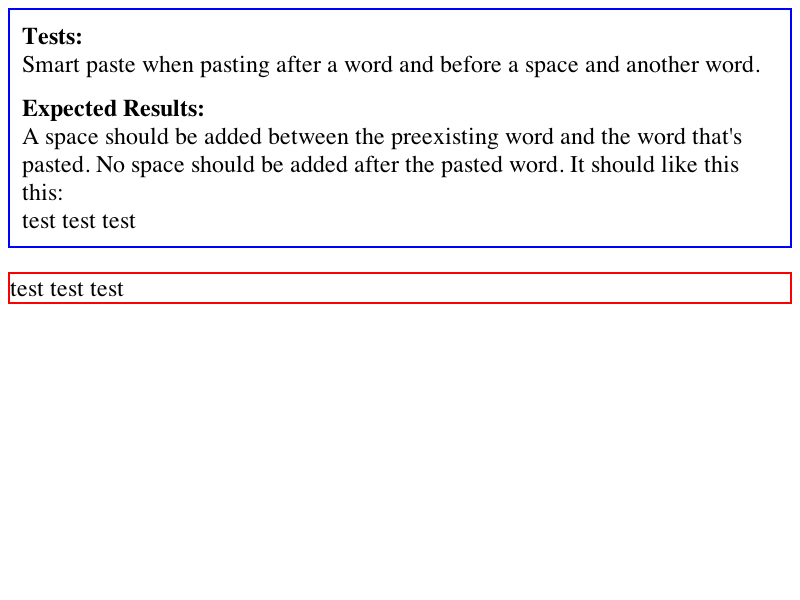 Tests:
Smart paste when pasting after a word and before a space and another word.
Expected Results:
A space should be added between the preexisting word and the word that's
pasted. No space should be added after the pasted word. It should like this
this:
test test test
test test test